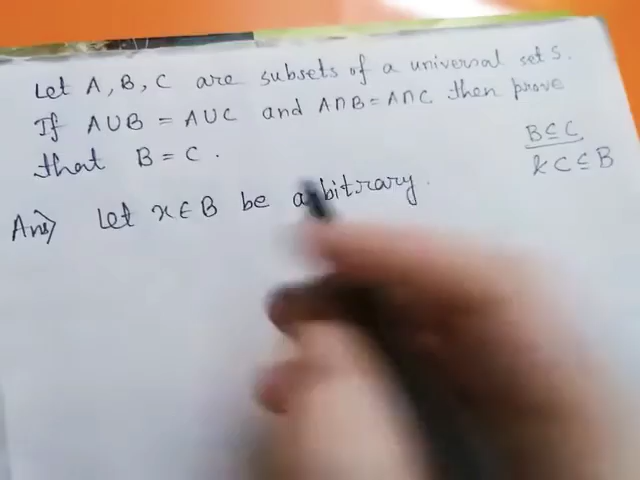 Let A, B, C are subsets of a universal set S.
If A∪B = A∪C and A∩B = A∩C then prove
that B = C.
B ⊆ C
& C ⊆ B
Ans⟩ Let x ∈ B be arbitrary.